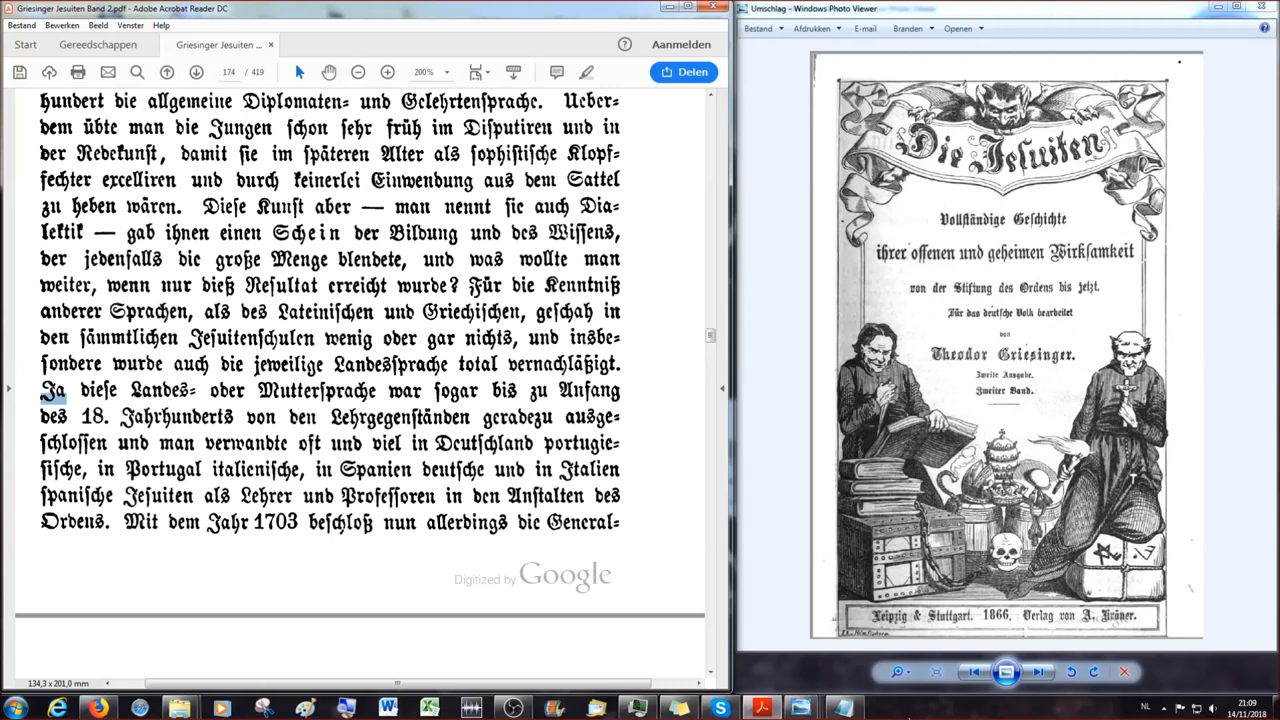 Griesinger Jesuiten Band 2.pdf - Adobe Acrobat Reader DC
Bestand Bewerken Beeld Venster Help
Start Gereedschappen Griesinger Jesuiten ... × Aanmelden
174 / 419 200% Delen
hundert die allgemeine Diplomaten- und Gelehrtensprache. Ueber-
dem übte man die Jungen schon sehr früh im Disputiren und in
der Redekunst, damit sie im späteren Alter als sophistische Klopf-
fechter excelliren und durch keinerlei Einwendung aus dem Sattel
zu heben wären. Diese Kunst aber — man nennt sie auch Dia-
lektik — gab ihnen einen Schein der Bildung und des Wissens,
der jedenfalls die große Menge blendete, und was wollte man
weiter, wenn nur dieß Resultat erreicht wurde? Für die Kenntniß
anderer Sprachen, als des Lateinischen und Griechischen, geschah in
den sämmtlichen Jesuitenschulen wenig oder gar nichts, und insbe-
sondere wurde auch die jeweilige Landessprache total vernachläßigt.
Ja diese Landes- oder Muttersprache war sogar bis zu Anfang
des 18. Jahrhunderts von den Lehrgegenständen geradezu ausge-
schlossen und man verwandte oft und viel in Deutschland portugie-
sische, in Portugal italienische, in Spanien deutsche und in Italien
spanische Jesuiten als Lehrer und Professoren in den Anstalten des
Ordens. Mit dem Jahr 1703 beschloß nun allerdings die General-
Digitized by Google
134,3 x 201,0 mm
Umschlag - Windows Photo Viewer
Bestand Afdrukken E-mail Branden Openen
Die Jesuiten
Vollständige Geschichte
ihrer offenen und geheimen Wirksamkeit
von der Stiftung des Ordens bis jetzt.
Für das deutsche Volk bearbeitet
von
Theodor Griesinger.
Zweite Ausgabe.
Zweiter Band.
Leipzig & Stuttgart. 1866. Verlag von A. Kröner.
NL 21:09
14/11/2018